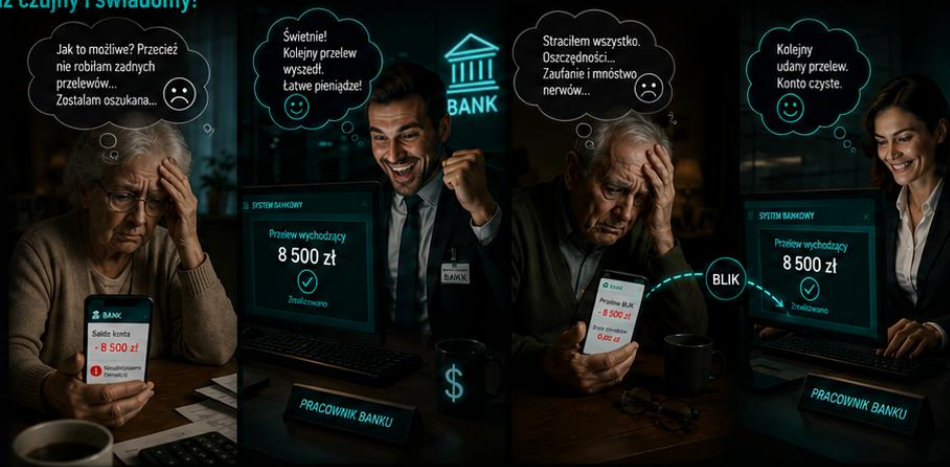 ź czujny i świadomy!
Jak to możliwe? Przecież
nie robiłam żadnych
przelewów...
Zostalam oszukana...
BANK
Saldo konta
- 8 500 zł
Świetnie!
Kolejny przelew
wyszedł.
Łatwe pieniądze!
BANK
SYSTEM BANKOWY
Przelew wychodzący
8 500 zł
BANK
$
PRACOWNIK BANKU
Straciłem wszystko.
Oszczędności...
Zaufanie i mnóstwo
nerwów...
Przelew BLIK
- 8 500 zł
0,00 zł
BLIK
Kolejny
udany przelew.
Konto czyste.
SYSTEM BANKOWY
Przelew wychodzący
8 500 zł
PRACOWNIK BANKU